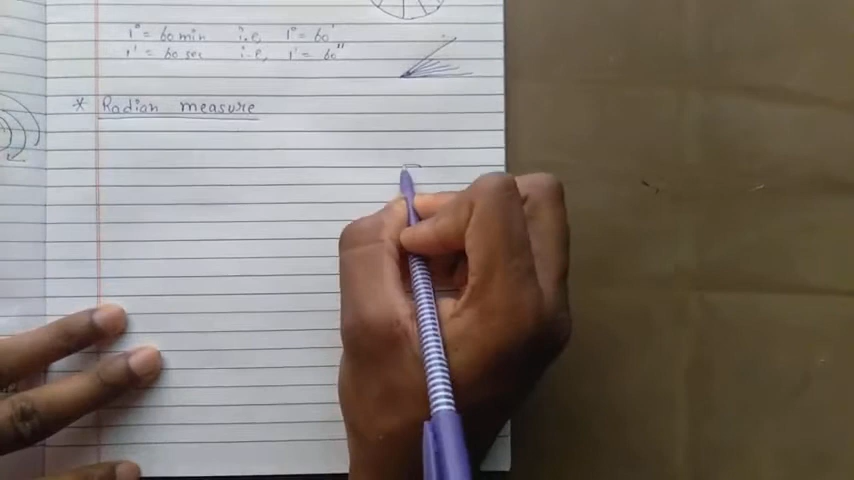 1° = 60 min i.e, 1° = 60'
1' = 60 sec i.e, 1' = 60"
* Radian measure